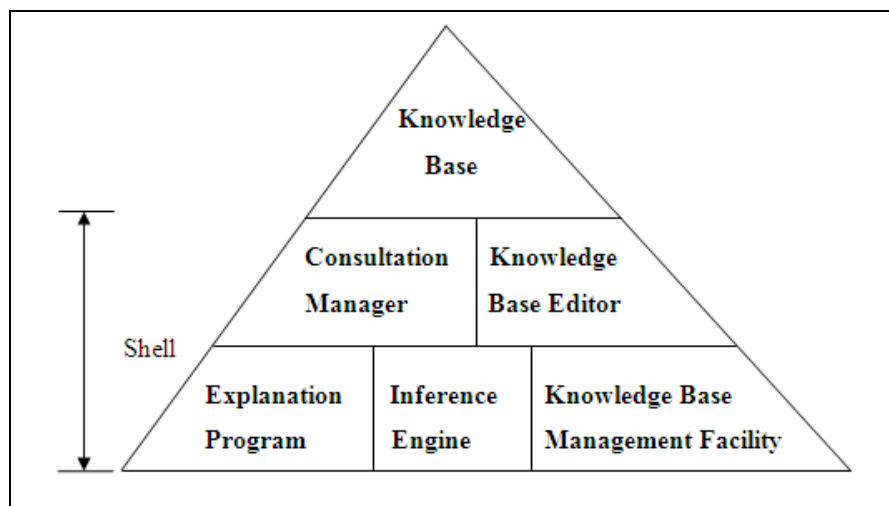 Knowledge
Base
Consultation
Manager
Knowledge
Base Editor
Shell
Explanation
Program
Inference
Engine
Knowledge Base
Management Facility